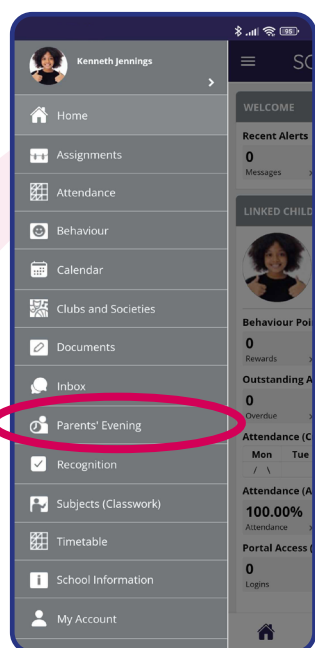 95
Kenneth Jennings
>
Home
Assignments
Attendance
Behaviour
Calendar
Clubs and Societies
Documents
Inbox
Parents' Evening
Recognition
Subjects (Classwork)
Timetable
i School Information
My Account
SC
WELCOME
Recent Alerts
0
Messages
LINKED CHILD
Behaviour Poi
0
Rewards
Outstanding A
0
Overdue
Attendance (C
Mon Tue
/ \
Attendance (A
100.00%
Attendance
Portal Access (
0
Logins